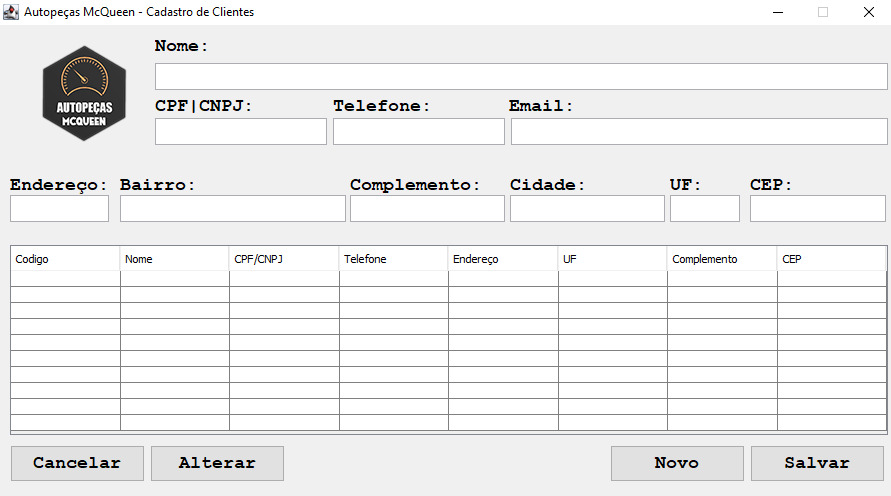 Autopeças McQueen - Cadastro de Clientes
Nome:
AUTOPEÇAS
MCQUEEN
CPF|CNPJ: Telefone: Email:
Endereço: Bairro: Complemento: Cidade: UF: CEP:
Codigo Nome CPF/CNPJ Telefone Endereço UF Complemento CEP
Cancelar Alterar Novo Salvar